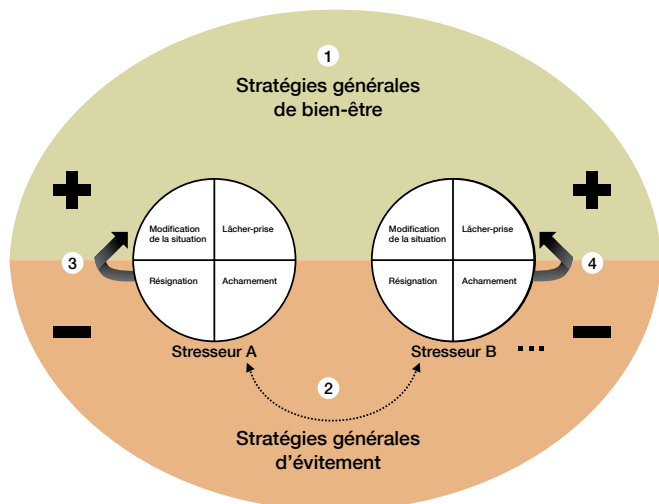 1
Stratégies générales
de bien-être
Modification
de la situation
Lâcher-prise
Résignation
Acharnement
3
Stresseur A
Modification
de la situation
Lâcher-prise
Résignation
Acharnement
4
Stresseur B ...
2
Stratégies générales
d'évitement